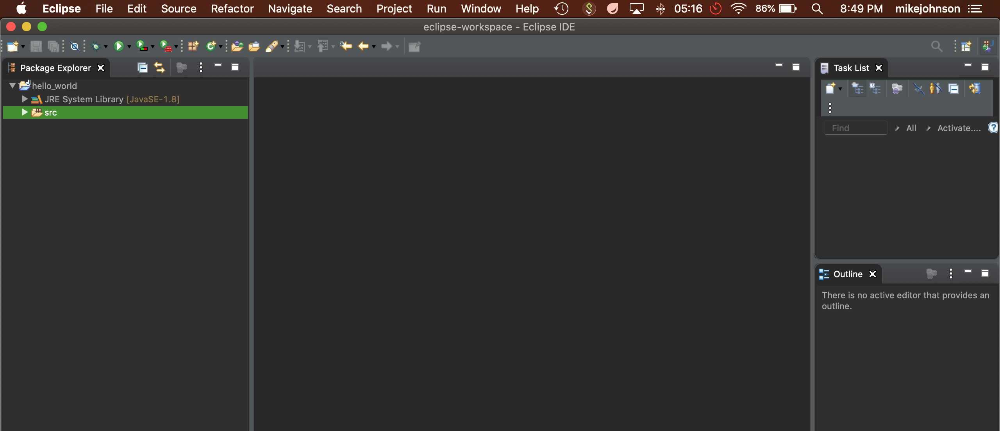 Eclipse File Edit Source Refactor Navigate Search Project Run Window Help 05:16 86% 8:49 PM mikejohnson
eclipse-workspace - Eclipse IDE
Package Explorer
hello_world
JRE System Library [JavaSE-1.8]
src
Task List
Find All Activate....
Outline
There is no active editor that provides an
outline.